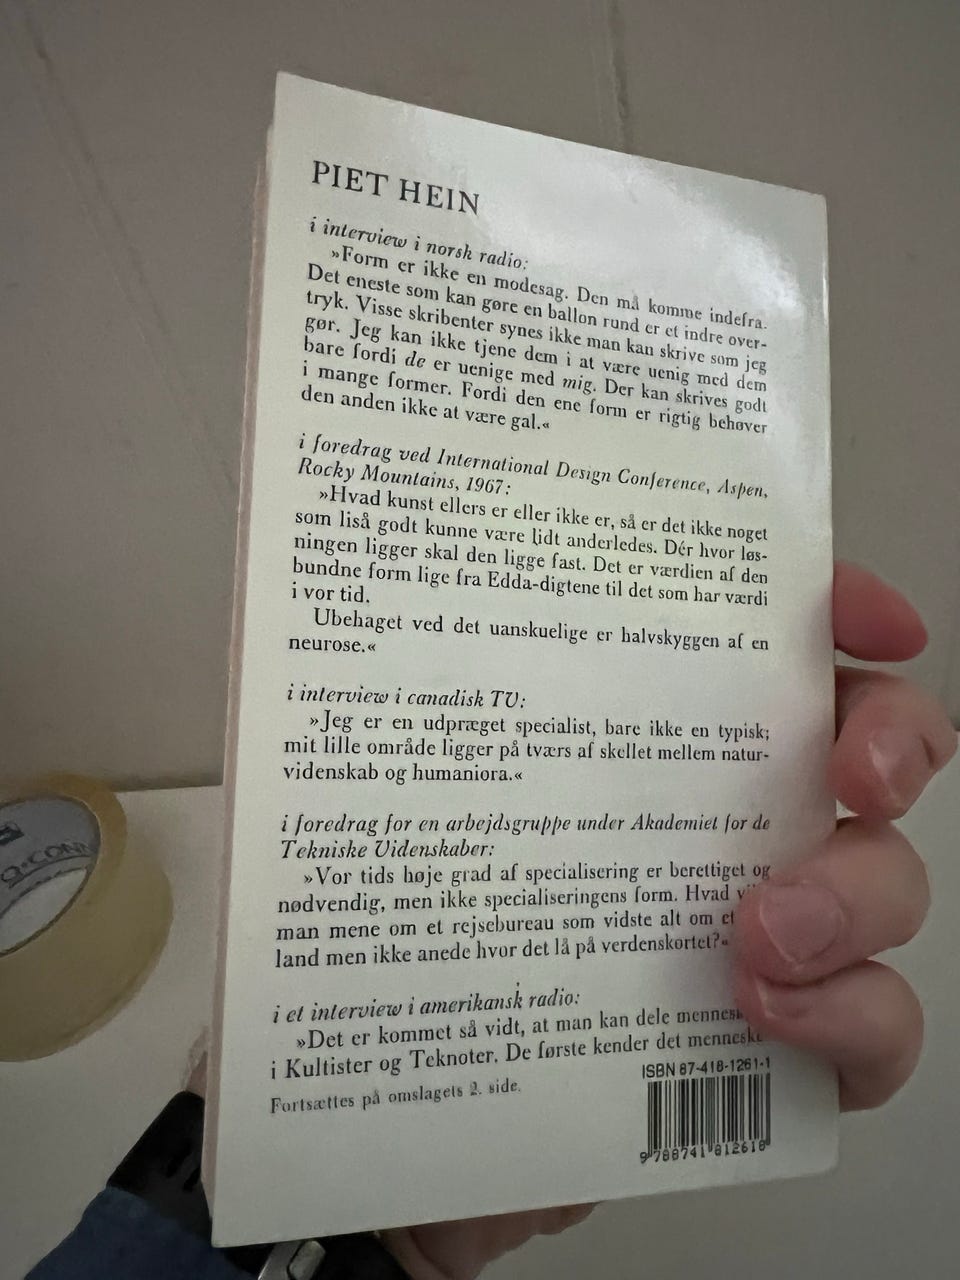 PIET HEIN
i interview i norsk radio:
»Form er ikke en modesag. Den må komme indefra.
Det eneste som kan gøre en ballon rund er et indre over-
tryk. Visse skribenter synes ikke man kan skrive som jeg
gør. Jeg kan ikke tjene dem i at være uenig med dem
bare fordi de er uenige med mig. Der kan skrives godt
i mange former. Fordi den ene form er rigtig behøver
den anden ikke at være gal.«
i foredrag ved International Design Conference, Aspen,
Rocky Mountains, 1967:
»Hvad kunst ellers er eller ikke er, så er det ikke noget
som liså godt kunne være lidt anderledes. Dér hvor løs-
ningen ligger skal den ligge fast. Det er værdien af den
bundne form lige fra Edda-digtene til det som har værdi
i vor tid.
Ubehaget ved det uanskuelige er halvskyggen af en
neurose.«
i interview i canadisk TV:
»Jeg er en udpræget specialist, bare ikke en typisk;
mit lille område ligger på tværs af skellet mellem natur-
videnskab og humaniora.«
i foredrag for en arbejdsgruppe under Akademiet for de
Tekniske Videnskaber:
»Vor tids høje grad af specialisering er berettiget og
nødvendig, men ikke specialiseringens form. Hvad
man mene om et rejsebureau som vidste alt om
land men ikke anede hvor det lå på verdenskortet?«
i et interview i amerikansk radio:
»Det er kommet så vidt, at man kan dele
i Kultister og Teknoter. De første kender det
Fortsættes på omslagets 2. side.
ISBN 87-418-1261-1
9 788741 812618